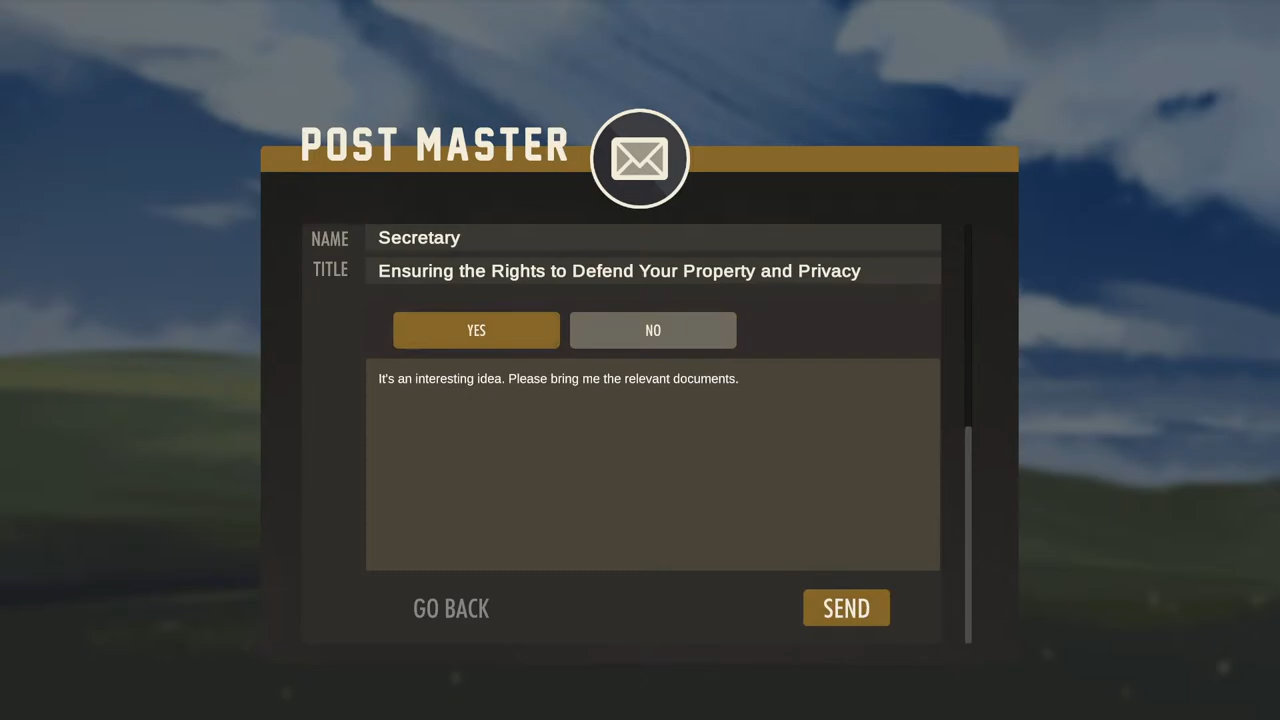 POST MASTER
NAME Secretary
TITLE Ensuring the Rights to Defend Your Property and Privacy
YES NO
It's an interesting idea. Please bring me the relevant documents.
GO BACK SEND